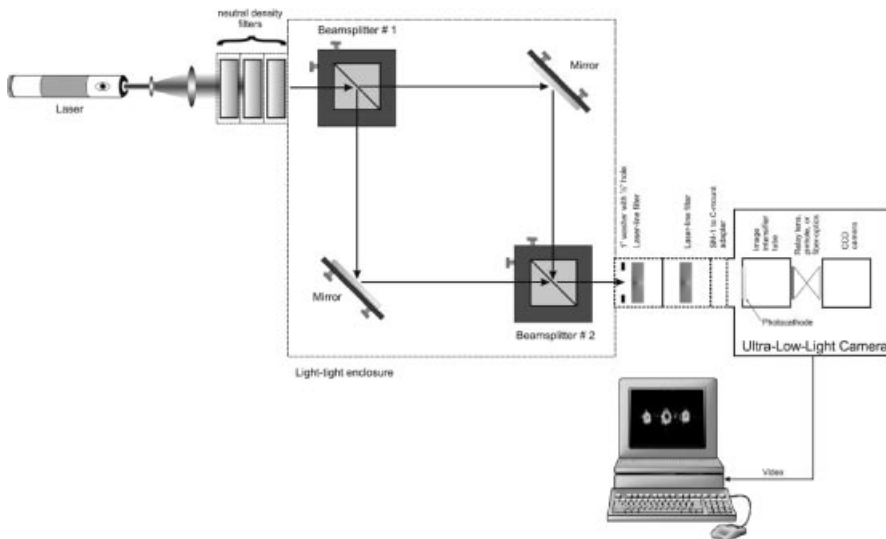 neutral density
filters
Beamsplitter # 1
Mirror
Laser
1" washer with ½" hole
Laser-line filter
Laser-line filter
SM-1 to C-mount
adapter
Image
intensifier
tube
Relay lens,
pinhole, or
fiber-optics
CCD
camera
Mirror
Beamsplitter # 2
Photocathode
Ultra-Low-Light Camera
Light-tight enclosure
Video